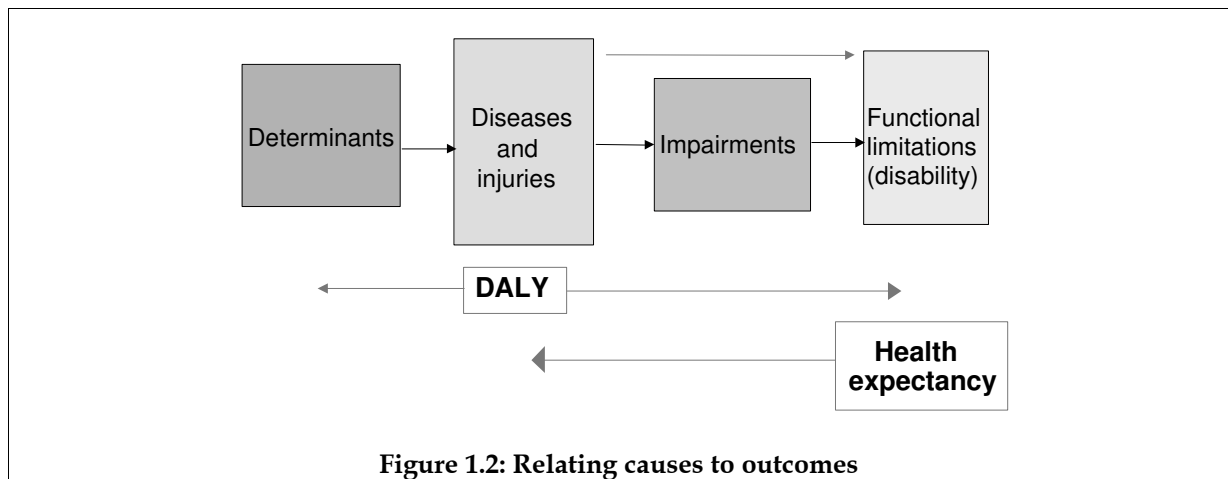 Determinants
Diseases
and
injuries
Impairments
Functional
limitations
(disability)
DALY
Health
expectancy
Figure 1.2: Relating causes to outcomes